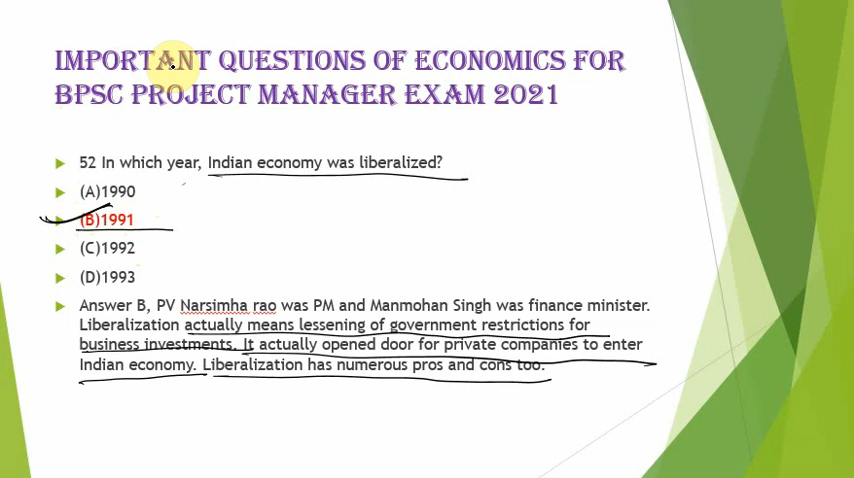 IMPORTANT QUESTIONS OF ECONOMICS FOR
BPSC PROJECT MANAGER EXAM 2021
52 In which year, Indian economy was liberalized?
(A)1990
(B)1991
(C)1992
(D)1993
Answer B, PV Narsimha rao was PM and Manmohan Singh was finance minister.
Liberalization actually means lessening of government restrictions for
business investments. It actually opened door for private companies to enter
Indian economy. Liberalization has numerous pros and cons too.